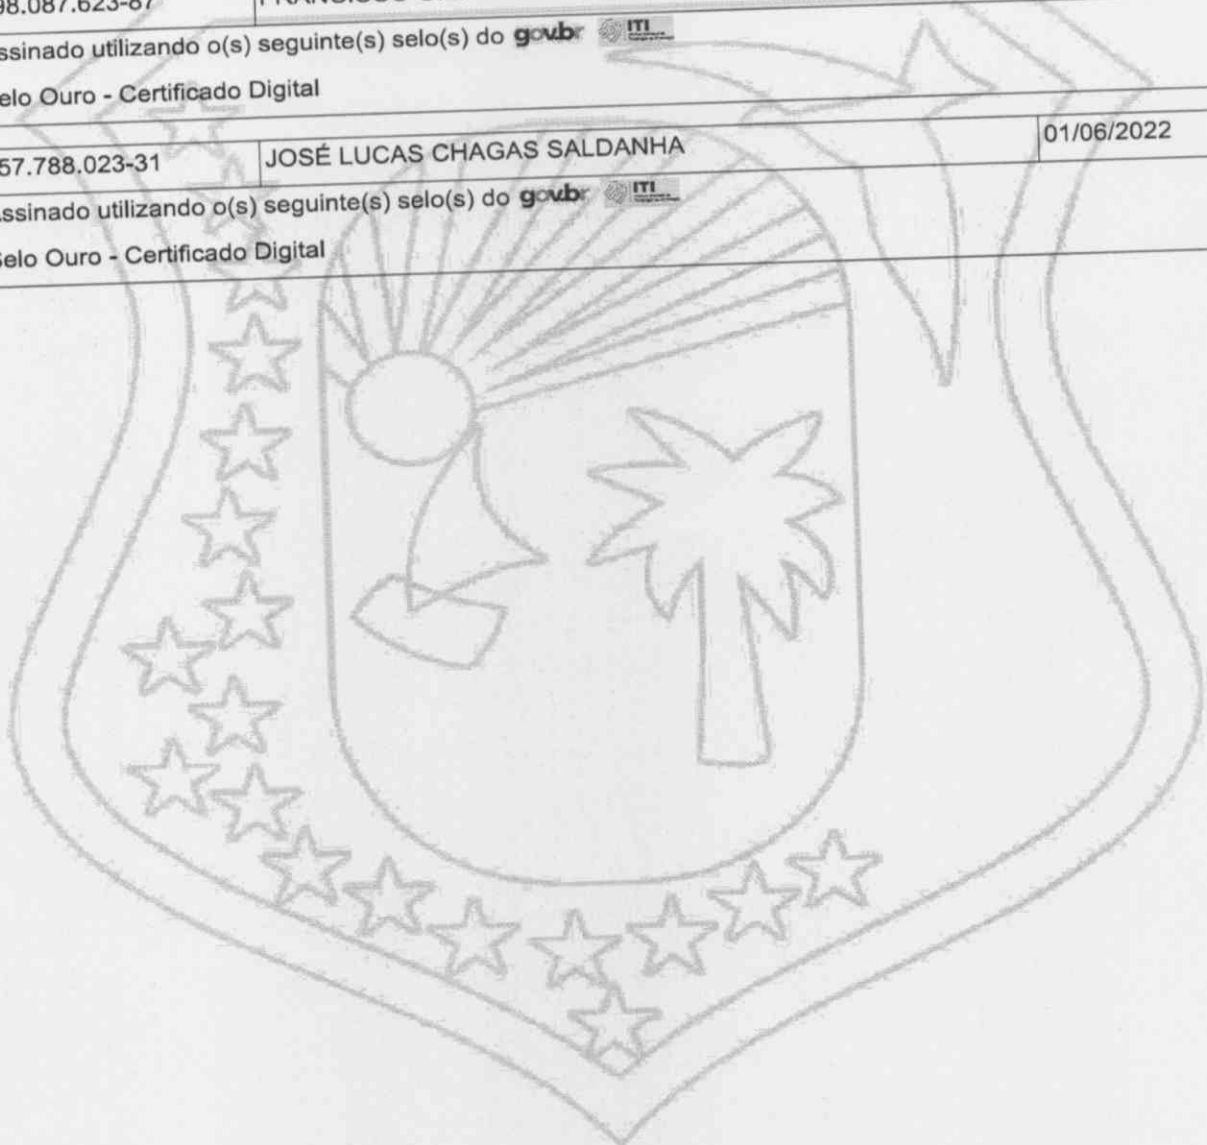 98.087.623-87
ssinado utilizando o(s) seguinte(s) selo(s) do gov.br ITI
elo Ouro - Certificado Digital
57.788.023-31 JOSÉ LUCAS CHAGAS SALDANHA 01/06/2022
ssinado utilizando o(s) seguinte(s) selo(s) do gov.br ITI
Selo Ouro - Certificado Digital